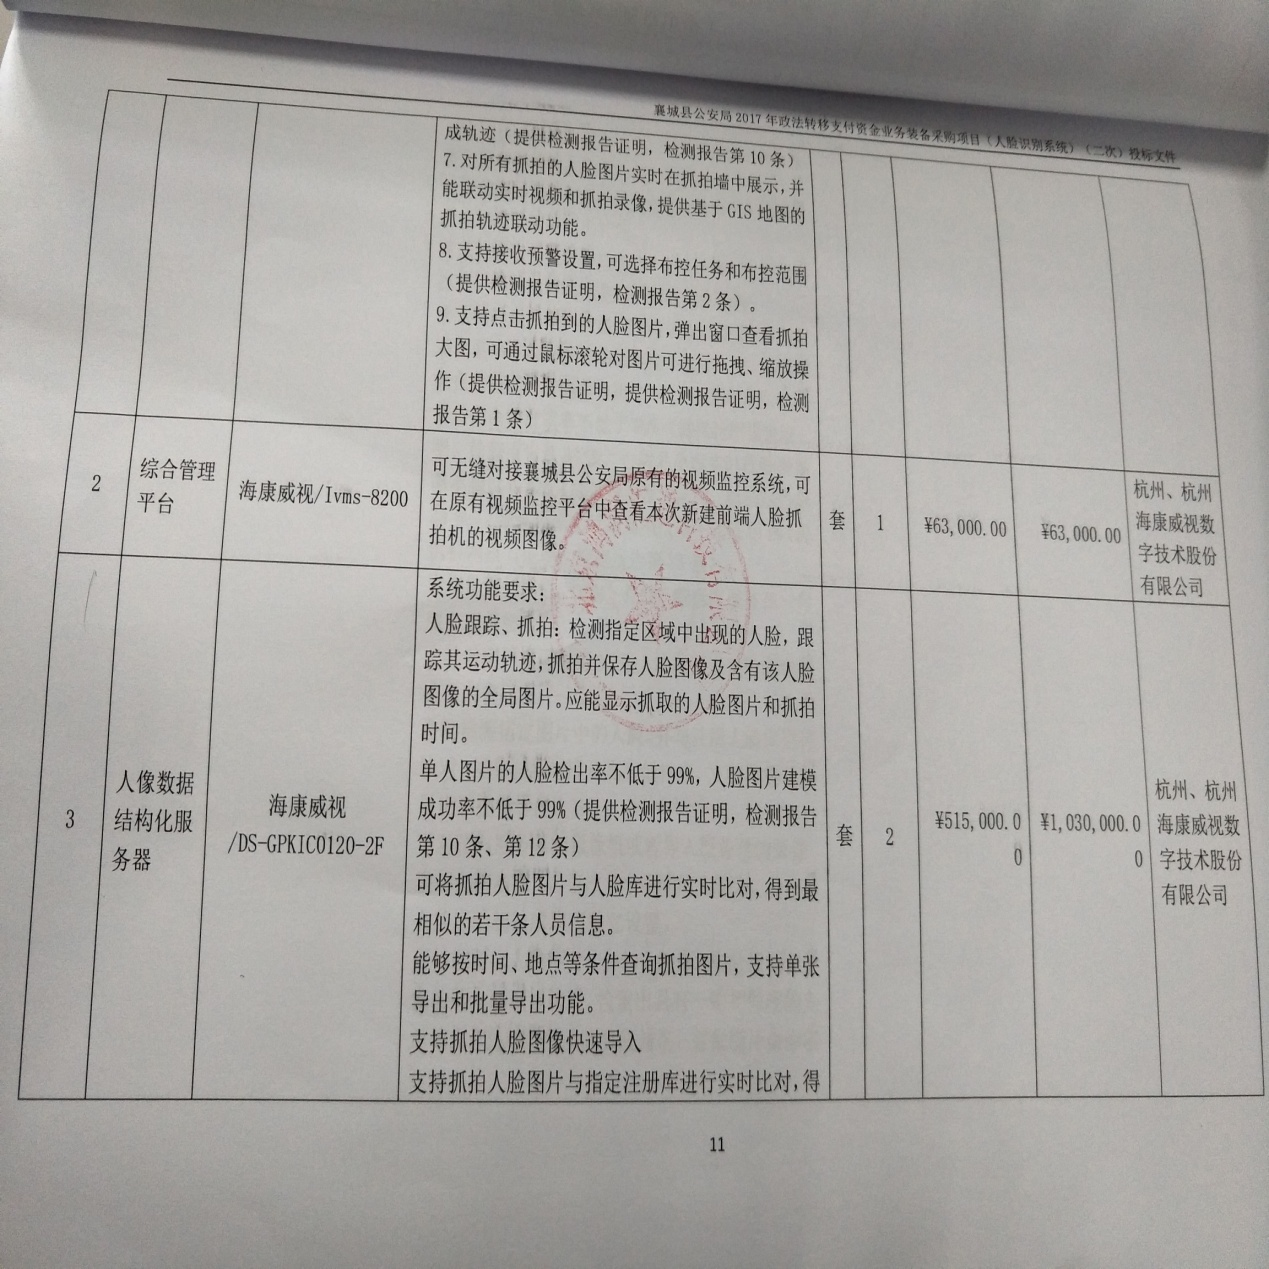 襄城县公安局2017年政法转移支付资金业务装备采购项目（人脸识别系统）（二次）投标文件
成轨迹（提供检测报告证明，检测报告第10条）
7.对所有抓拍的人脸图片实时在抓拍墙中展示，并
能联动实时视频和抓拍录像，提供基于GIS地图的
抓拍轨迹联动功能。
8.支持接收预警设置，可选择布控任务和布控范围
（提供检测报告证明，检测报告第2条）。
9.支持点击抓拍到的人脸图片，弹出窗口查看抓拍
大图，可通过鼠标滚轮对图片可进行拖拽、缩放操
作（提供检测报告证明，提供检测报告证明，检测
报告第1条）
2
综合管理
平台
海康威视/Ivms-8200
可无缝对接襄城县公安局原有的视频监控系统，可
在原有视频监控平台中查看本次新建前端人脸抓
拍机的视频图像。
套
1
¥63,000.00
¥63,000.00
杭州、杭州
海康威视数
字技术股份
有限公司
3
人像数据
结构化服
务器
海康威视
/DS-GPKIC0120-2F
系统功能要求：
人脸跟踪、抓拍：检测指定区域中出现的人脸，跟
踪其运动轨迹，抓拍并保存人脸图像及含有该人脸
图像的全局图片。应能显示抓取的人脸图片和抓拍
时间。
单人图片的人脸检出率不低于99%，人脸图片建模
成功率不低于99%（提供检测报告证明，检测报告
第10条、第12条）
可将抓拍人脸图片与人脸库进行实时比对，得到最
相似的若干条人员信息。
能够按时间、地点等条件查询抓拍图片，支持单张
导出和批量导出功能。
支持抓拍人脸图像快速导入
支持抓拍人脸图片与指定注册库进行实时比对，得
套
2
¥515,000.0
0
¥1,030,000.0
0
杭州、杭州
海康威视数
字技术股份
有限公司
11